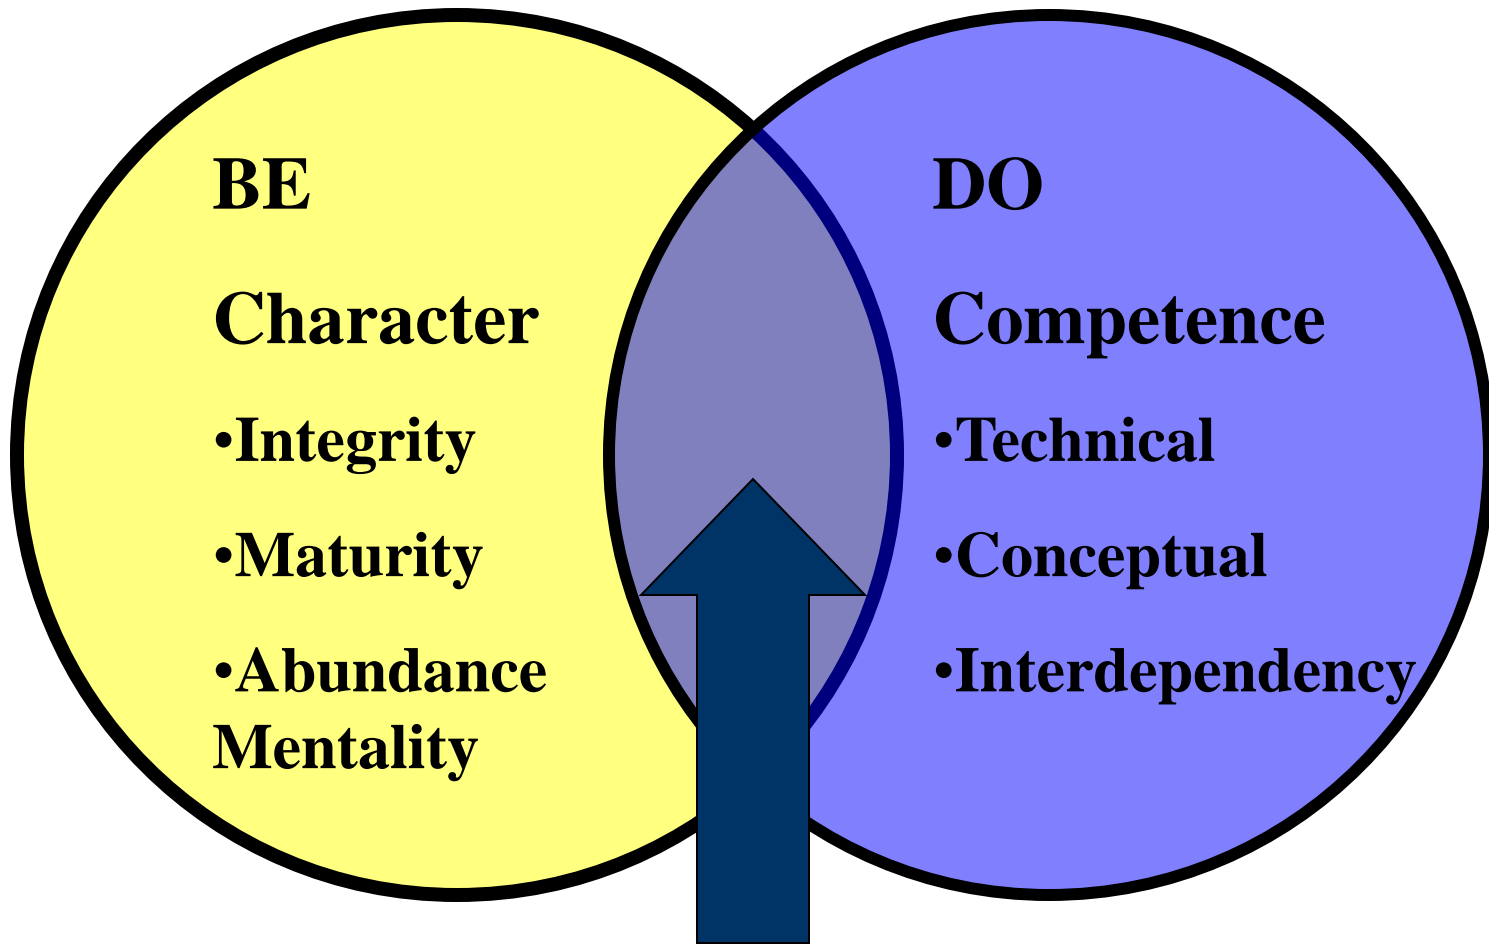 BE
Character
•Integrity
•Maturity
•Abundance
Mentality
DO
Competence
•Technical
•Conceptual
•Interdependency